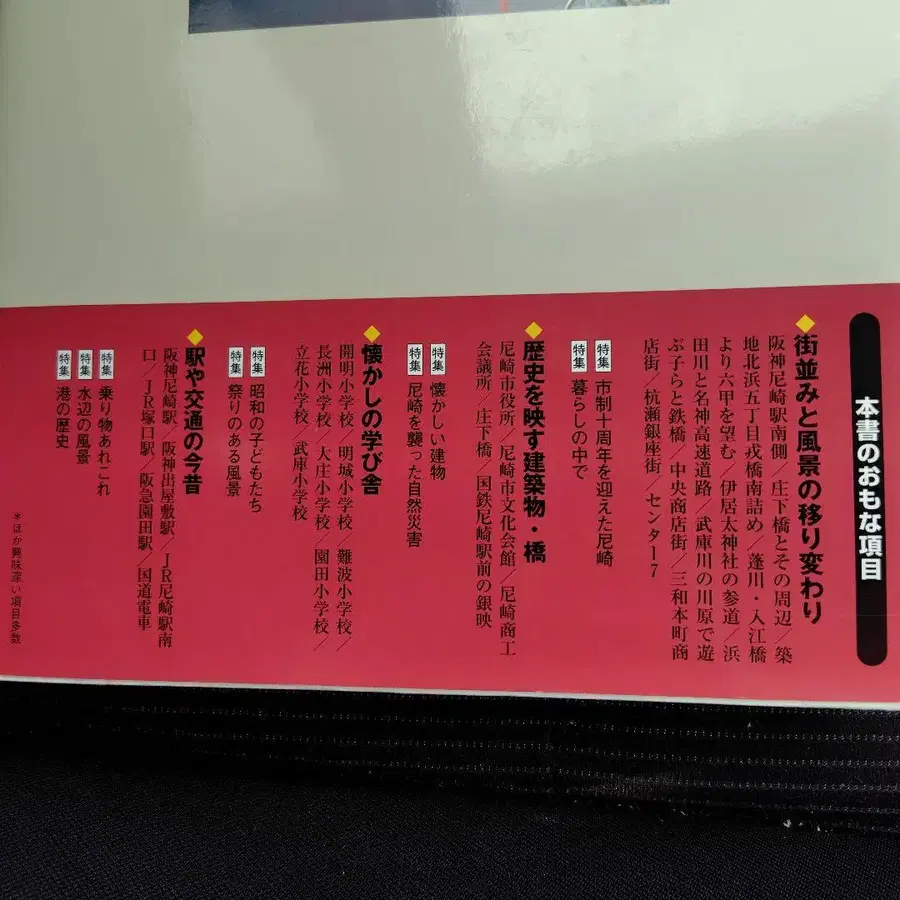 本書のおもな項目
◆街並みと風景の移り変わり
阪神尼崎駅南側／庄下橋とその周辺／築
地北浜五丁目戎橋南詰め／蓬川・入江橋
より六甲を望む／伊居太神社の参道／浜
田川と名神高速道路／武庫川の川原で遊
ぶ子らと鉄橋／中央商店街／三和本町商
店街／杭瀬銀座街／センター7
特集 市制十周年を迎えた尼崎
特集 暮らしの中で
◆歴史を映す建築物・橋
尼崎市役所／尼崎市文化会館／尼崎商工
会議所／庄下橋／国鉄尼崎駅前の銀映
特集 懐かしい建物
特集 尼崎を襲った自然災害
◆懐かしの学び舎
開明小学校／明城小学校／難波小学校／
長洲小学校／大庄小学校／園田小学校／
立花小学校／武庫小学校
特集 昭和の子どもたち
特集 祭りのある風景
◆駅や交通の今昔
阪神尼崎駅／阪神出屋敷駅／JR尼崎駅南
口／JR塚口駅／阪急園田駅／国道電車
特集 乗り物あれこれ
特集 水辺の風景
特集 港の歴史
＊ほか興味深い項目多数